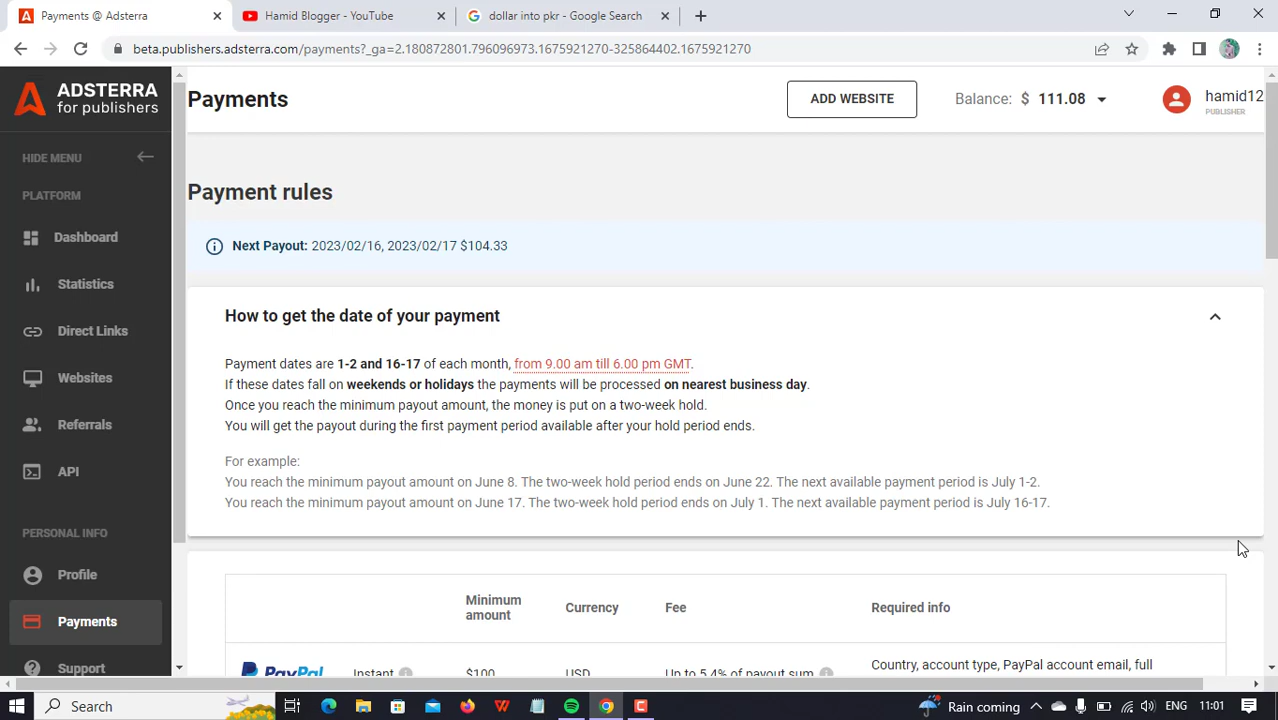 Payments @ Adsterra
Hamid Blogger - YouTube
dollar into pkr - Google Search
beta.publishers.adsterra.com/payments?_ga=2.180872801.796096973.1675921270-325864402.1675921270
ADSTERRA
for publishers
Payments
ADD WEBSITE
Balance: $ 111.08
hamid12
PUBLISHER
HIDE MENU
PLATFORM
Dashboard
Statistics
Direct Links
Websites
Referrals
API
PERSONAL INFO
Profile
Payments
Support
Payment rules
Next Payout: 2023/02/16, 2023/02/17 $104.33
How to get the date of your payment
Payment dates are 1-2 and 16-17 of each month, from 9.00 am till 6.00 pm GMT.
If these dates fall on weekends or holidays the payments will be processed on nearest business day.
Once you reach the minimum payout amount, the money is put on a two-week hold.
You will get the payout during the first payment period available after your hold period ends.
For example:
You reach the minimum payout amount on June 8. The two-week hold period ends on June 22. The next available payment period is July 1-2.
You reach the minimum payout amount on June 17. The two-week hold period ends on July 1. The next available payment period is July 16-17.
Minimum amount
Currency
Fee
Required info
PayPal
Instant
$100
USD
Up to 5.4% of payout sum
Country, account type, PayPal account email, full
Search
Rain coming
ENG
11:01